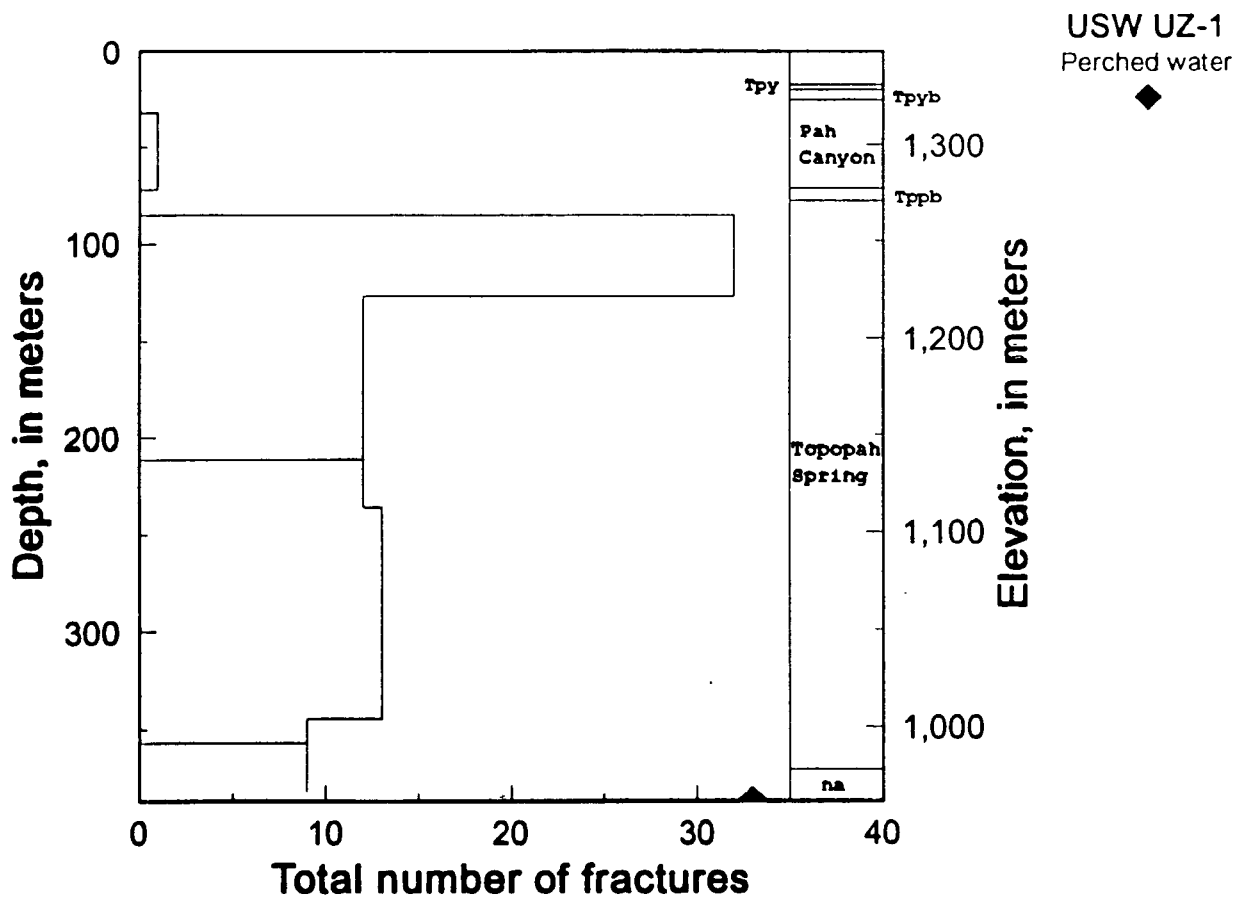 USW UZ-1
Perched water
0
100
200
300
Depth, in meters
0
10
20
30
40
Total number of fractures
Tpy
Tpyb
Pah
Canyon
Tppb
Topopah
Spring
na
1,300
1,200
1,100
1,000
Elevation, in meters